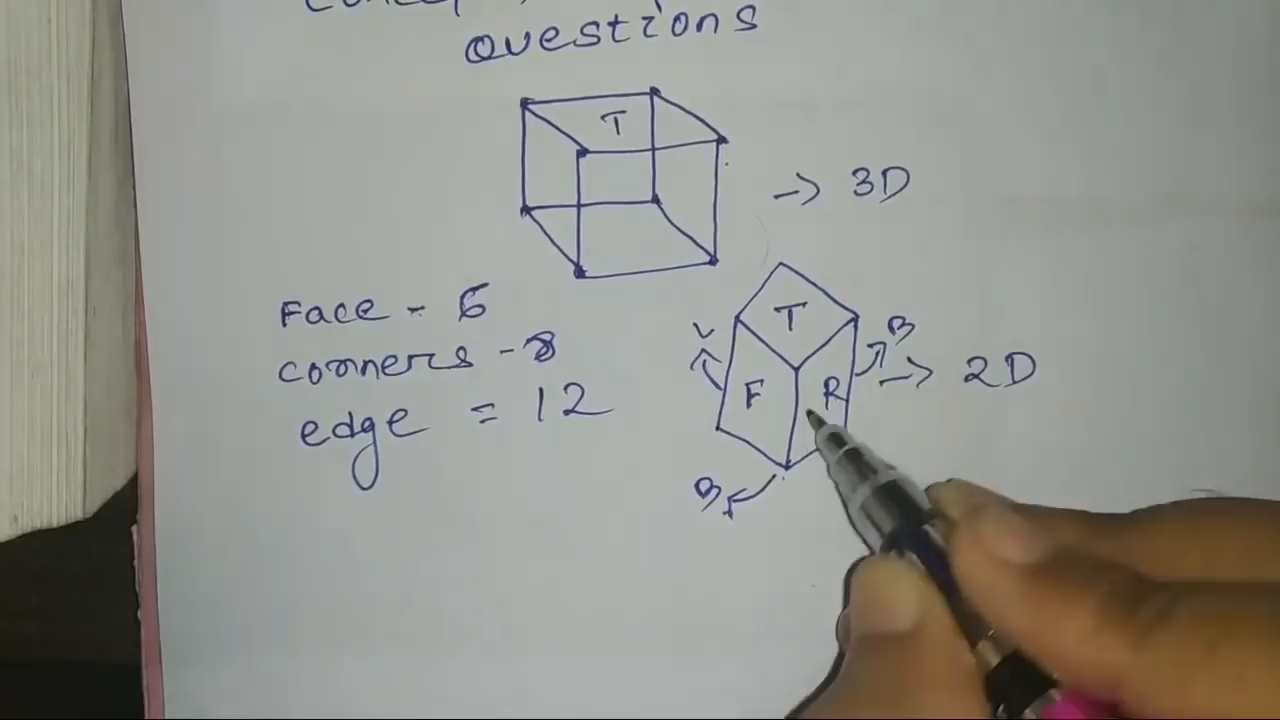 questions
T
→ 3D
Face - 6
corners - 8
edge = 12
T
L
B
F
R
→ 2D
B